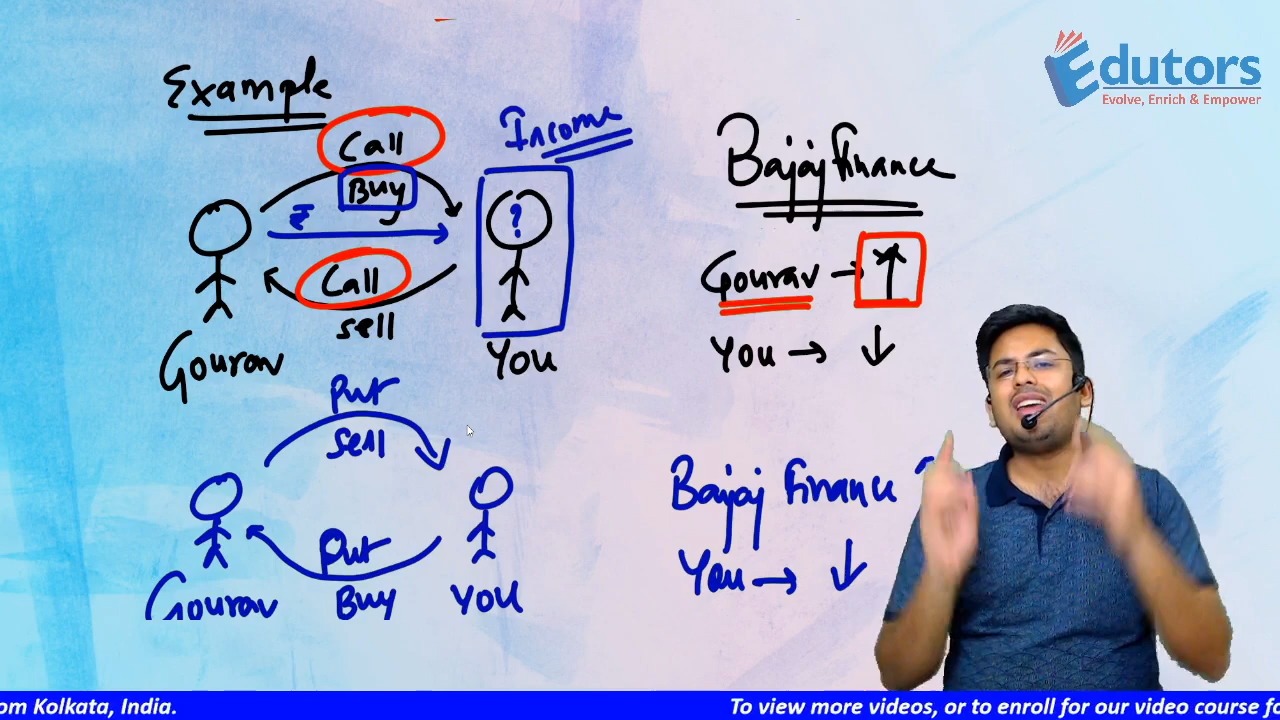 Example
Call
Buy
₹
Call
sell
Gourav
Income
?
You
Bajaj Finance
Gourav → ↑
You → ↓
Put
Sell
Put
Buy
Gourav
You
Bajaj Finance
You → ↓
Edutors
Evolve, Enrich & Empower
om Kolkata, India.
To view more videos, or to enroll for our video course fo